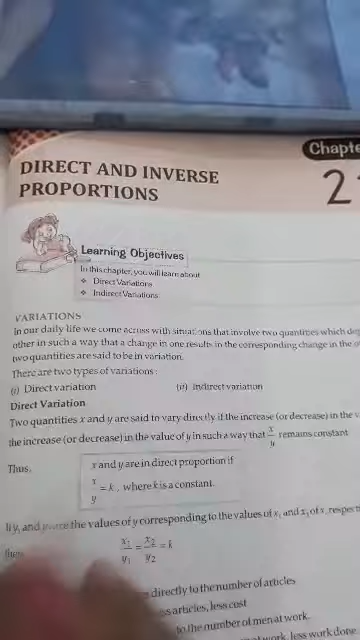 Chapte
DIRECT AND INVERSE
PROPORTIONS
2
Learning Objectives
In this chapter, you will learn about
❖ Direct Variations
❖ Indirect Variations
VARIATIONS
In our daily life we come across with situations that involve two quantities which de
other in such a way that a change in one results in the corresponding change in the
two quantities are said to be in variation.
There are two types of variations :
(i) Direct variation (ii) Indirect variation
Direct Variation
Two quantities x and y are said to vary directly if the increase (or decrease) in the
the increase (or decrease) in the value of y in such a way that x/y remains constant
Thus,
x and y are in direct proportion if
x/y = k, where k is a constant.
If y₁ and the values of y corresponding to the values of x₁ and x₂ of x, respect
then
x₁/y₁ = x₂/y₂ = k
directly to the number of articles
articles, less cost
to the number of men at work.
at work, less work done